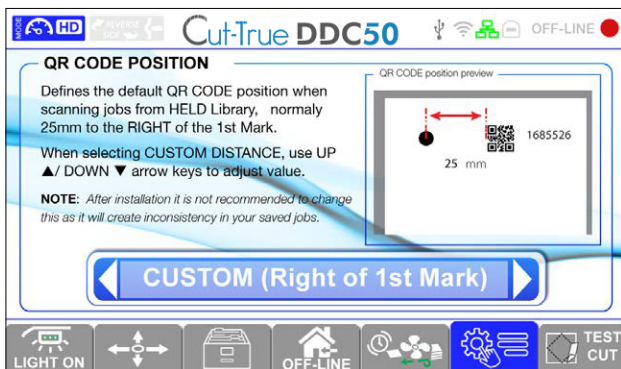 MODE
HD
REVERSE
SIDE
Cut-True DDC50
OFF-LINE
QR CODE POSITION
Defines the default QR CODE position when
scanning jobs from HELD Library, normaly
25mm to the RIGHT of the 1st Mark.
When selecting CUSTOM DISTANCE, use UP
▲/ DOWN ▼ arrow keys to adjust value.
NOTE: After installation it is not recommended to change
this as it will create inconsistency in your saved jobs.
QR CODE position preview
1685526
25 mm
CUSTOM (Right of 1st Mark)
LIGHT ON
OFF-LINE
TEST
CUT